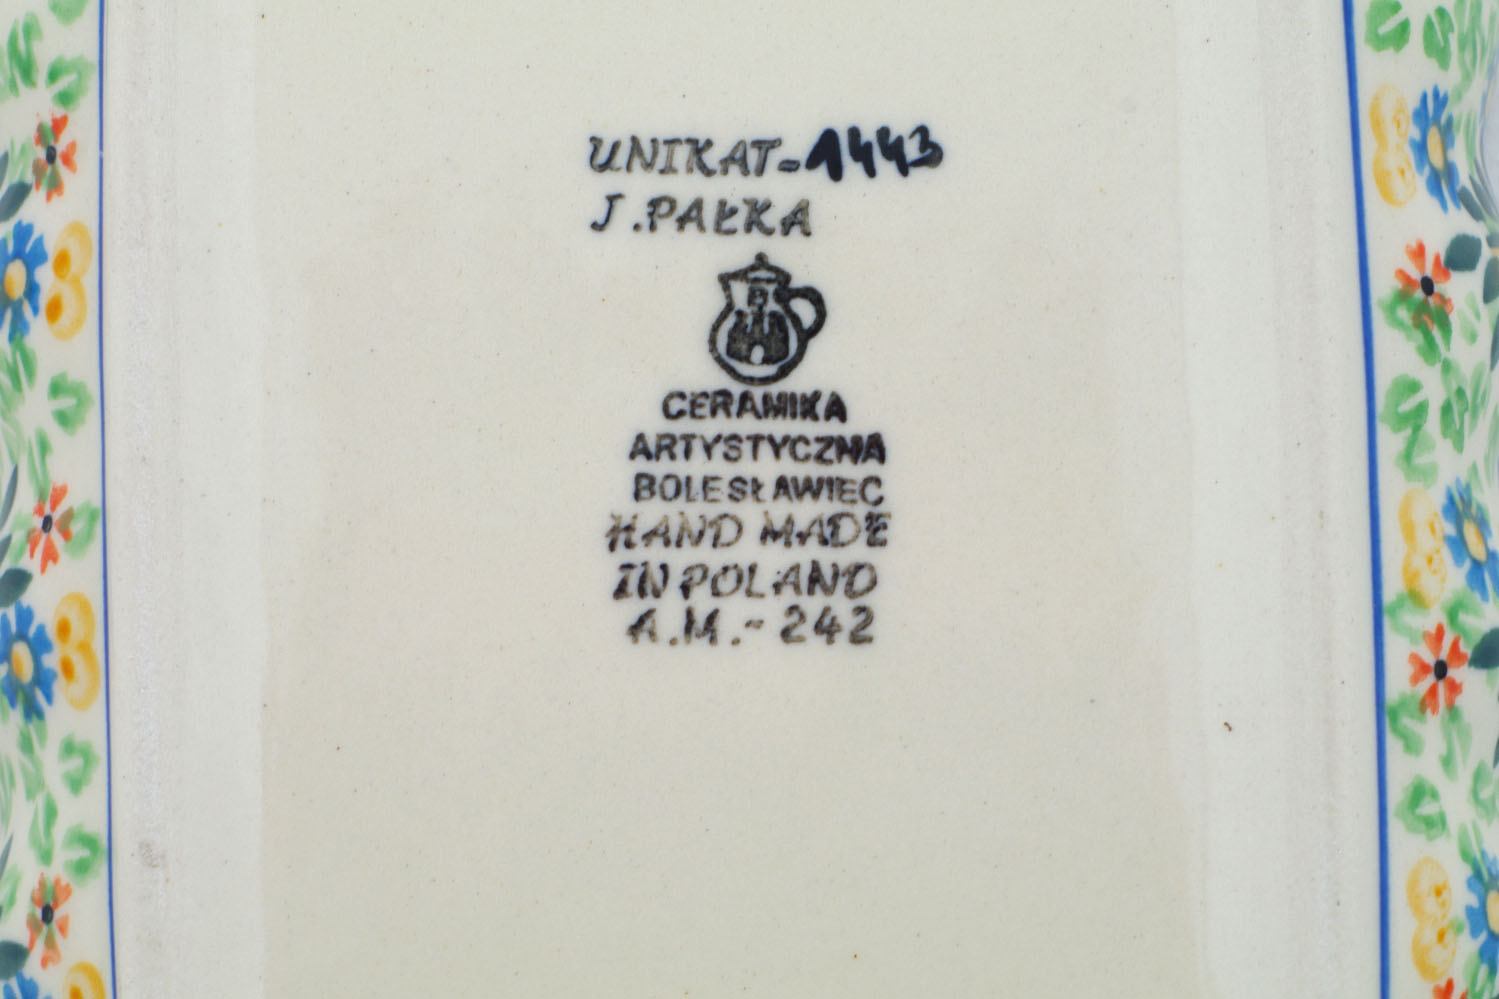 UNIKAT-1443
J.PAŁKA
B
CERAMIKA
ARTYSTYCZNA
BOLESŁAWIEC
HAND MADE
IN POLAND
A.M.-242